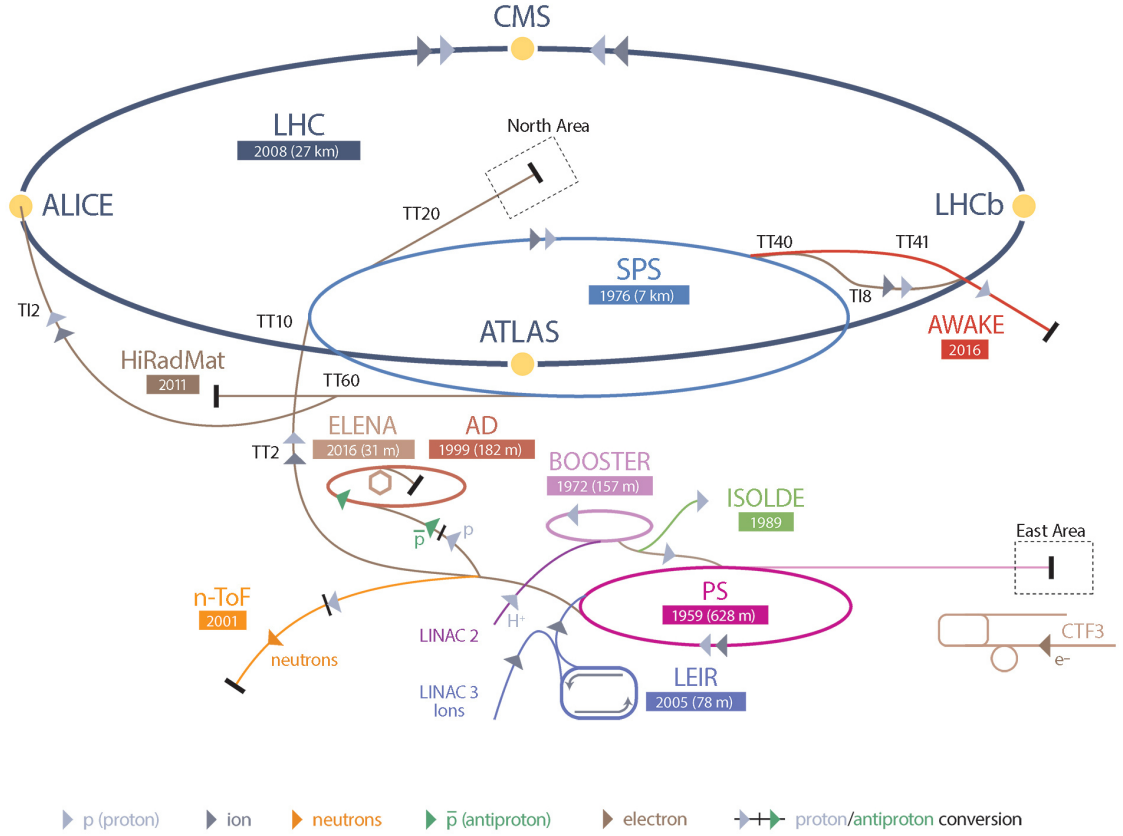 CMS
LHC
2008 (27 km)
North Area
ALICE
LHCb
TT20
TT40
TT41
SPS
1976 (7 km)
TI8
TI2
TT10
ATLAS
AWAKE
2016
HiRadMat
2011
TT60
ELENA
2016 (31 m)
AD
1999 (182 m)
TT2
BOOSTER
1972 (157 m)
ISOLDE
1989
p̅
p
East Area
n-ToF
2001
PS
1959 (628 m)
H⁺
LINAC 2
neutrons
CTF3
e–
LEIR
2005 (78 m)
LINAC 3
Ions
p (proton)
ion
neutrons
p̅ (antiproton)
electron
proton/antiproton conversion